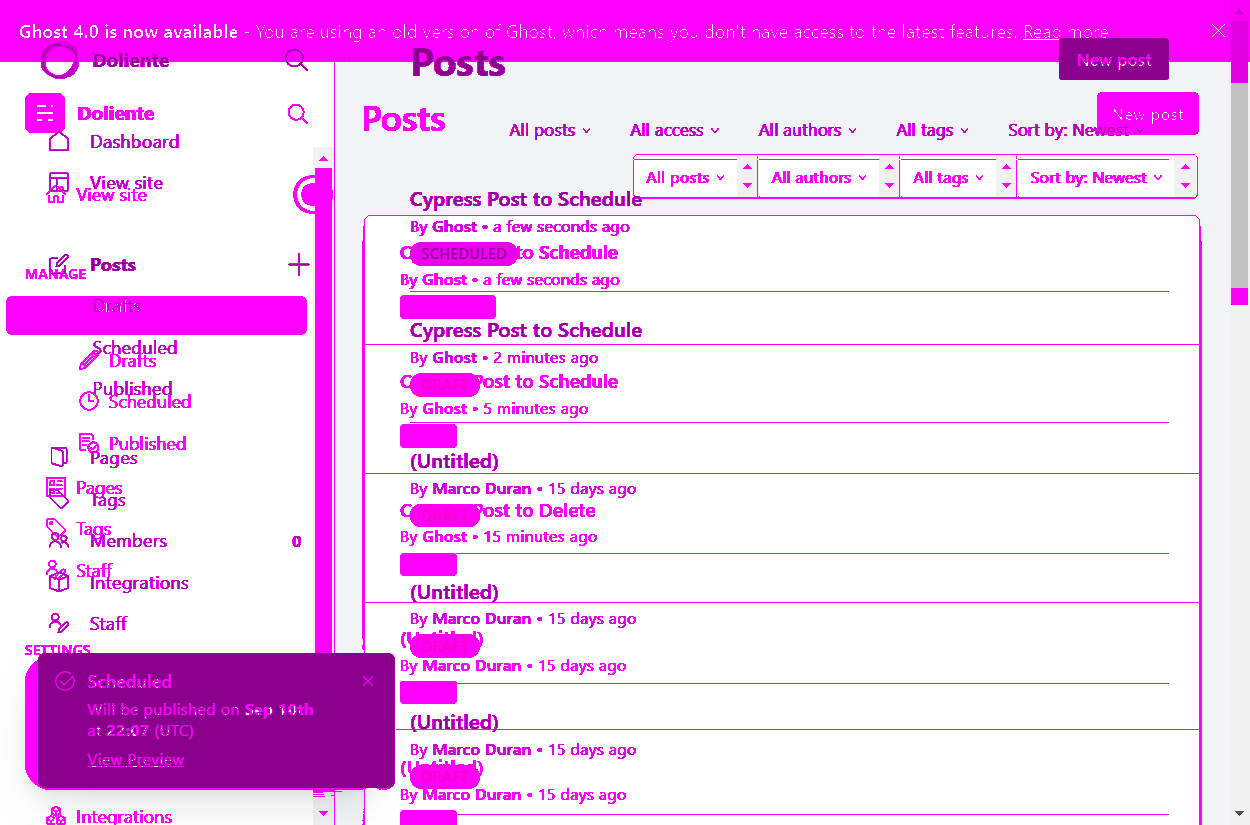 Ghost 4.0 is now available - You are using an old version of Ghost, which means you don't have access to the latest features. Read more
Doliente
Posts
New post
Doliente
Posts
New post
Dashboard
All posts
All access
All authors
All tags
Sort by: Newest
View site
View site
All posts
All authors
All tags
Sort by: Newest
Cypress Post to Schedule
By Ghost • a few seconds ago
SCHEDULED
to Schedule
By Ghost • a few seconds ago
Posts
MANAGE
Drafts
Scheduled
Drafts
Published
Scheduled
Published
Pages
Pages
Tags
Tags
Members
0
Staff
Integrations
Staff
SETTINGS
Cypress Post to Schedule
By Ghost • 2 minutes ago
DRAFT
Post to Schedule
By Ghost • 5 minutes ago
(Untitled)
By Marco Duran • 15 days ago
DRAFT
Post to Delete
By Ghost • 15 minutes ago
(Untitled)
By Marco Duran • 15 days ago
(Untitled)
DRAFT
By Marco Duran • 15 days ago
(Untitled)
By Marco Duran • 15 days ago
(Untitled)
DRAFT
By Marco Duran • 15 days ago
Scheduled
Will be published on Sep 10th
at 22:07 (UTC)
View Preview
Integrations